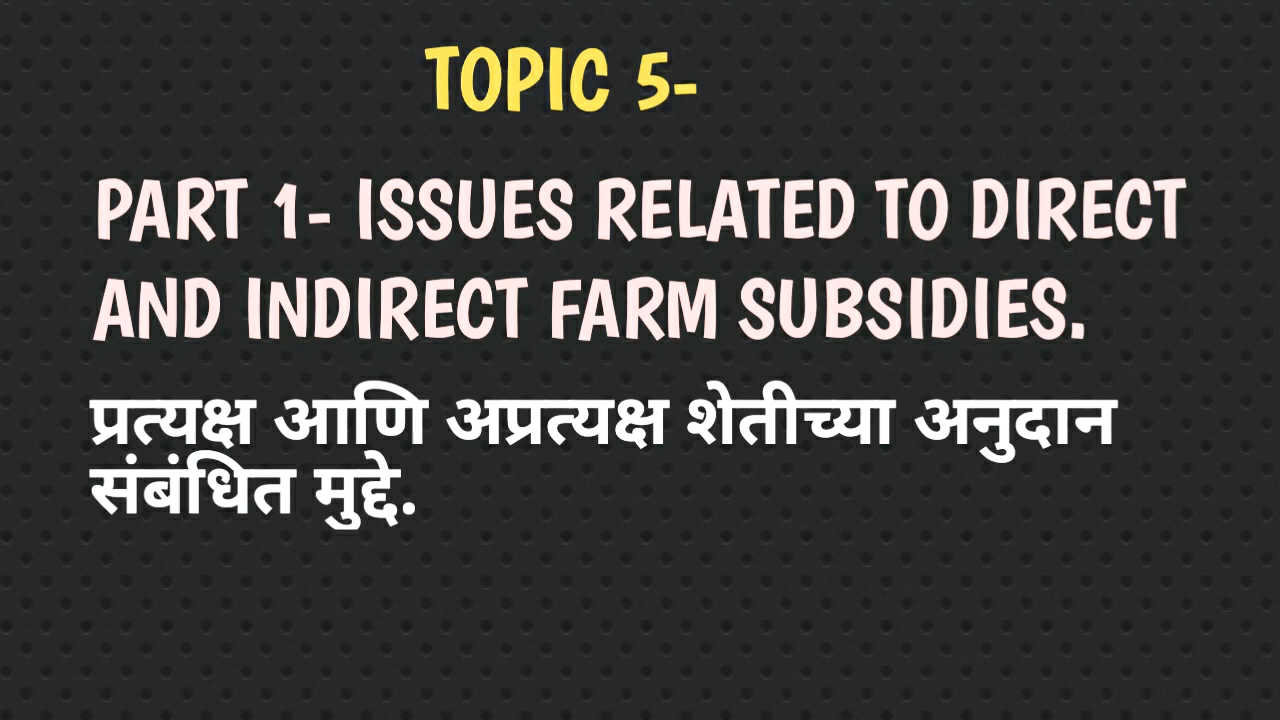 TOPIC 5-
PART 1- ISSUES RELATED TO DIRECT
AND INDIRECT FARM SUBSIDIES.
प्रत्यक्ष आणि अप्रत्यक्ष शेतीच्या अनुदान
संबंधित मुद्दे.